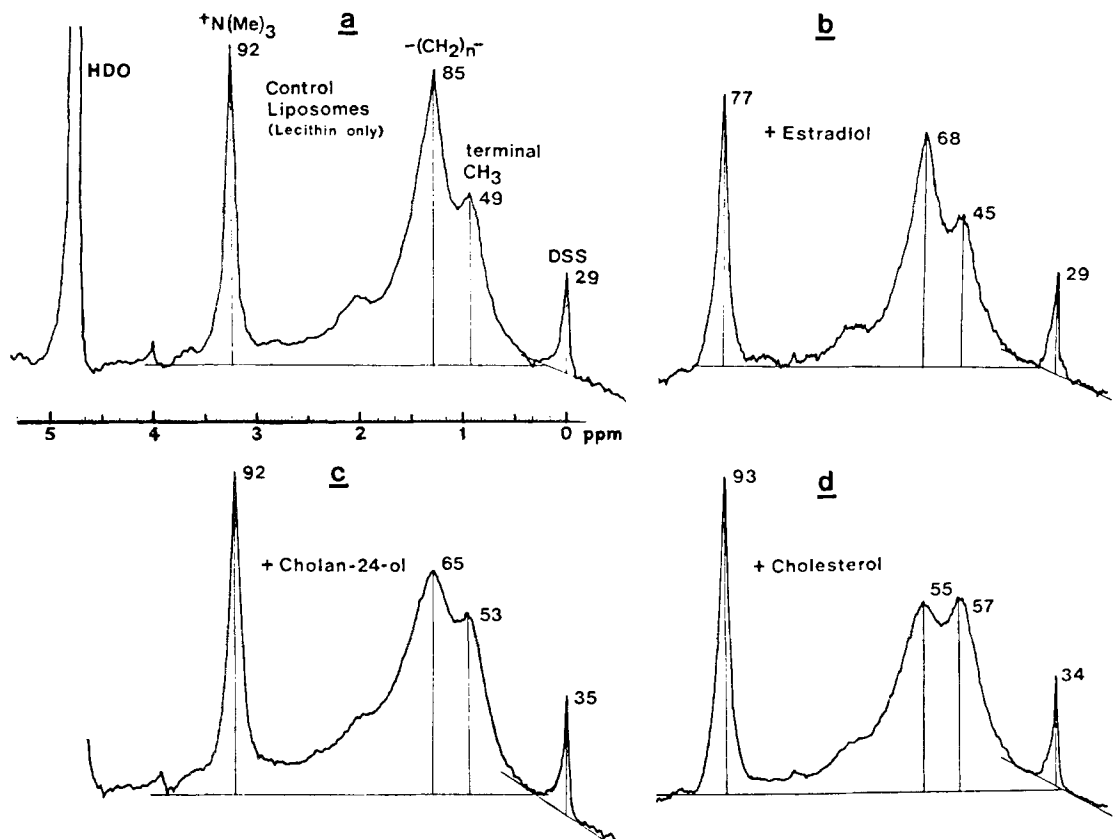 a
⁺N(Me)₃
92
HDO
Control
Liposomes
(Lecithin only)
-(CH₂)ₙ-
85
terminal
CH₃
49
DSS
29
5 4 3 2 1 0 ppm
b
77
+ Estradiol
68
45
29
c
92
+ Cholan-24-ol
65
53
35
d
93
+ Cholesterol
55
57
34